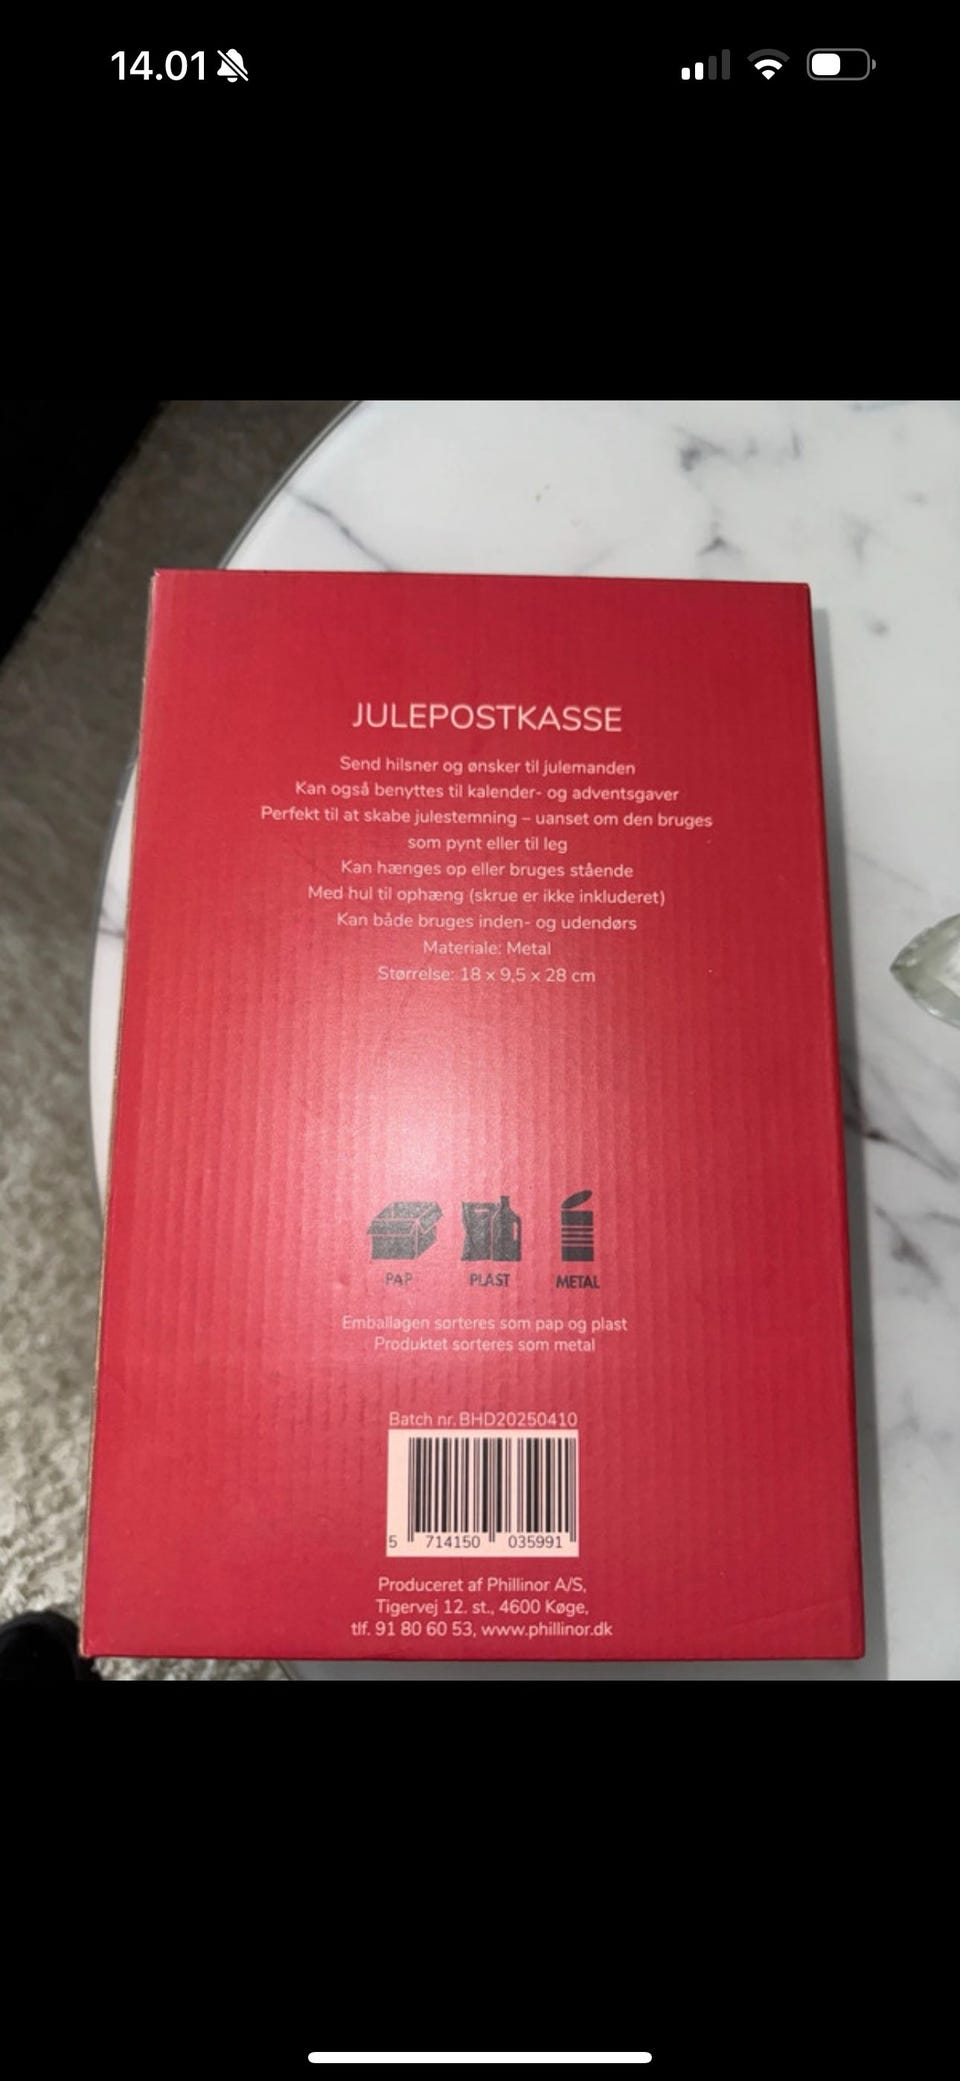 14.01
JULEPOSTKASSE
Send hilsner og ønsker til julemanden
Kan også benyttes til kalender- og adventsgaver
Perfekt til at skabe julestemning – uanset om den bruges
som pynt eller til leg
Kan hænges op eller bruges stående
Med hul til ophæng (skrue er ikke inkluderet)
Kan både bruges inden- og udendørs
Materiale: Metal
Størrelse: 18 x 9,5 x 28 cm
PAP PLAST METAL
Emballagen sorteres som pap og plast
Produktet sorteres som metal
Batch nr. BHD20250410
5 714150 035991
Produceret af Phillinor A/S,
Tigervej 12. st., 4600 Køge,
tlf. 91 80 60 53, www.phillinor.dk